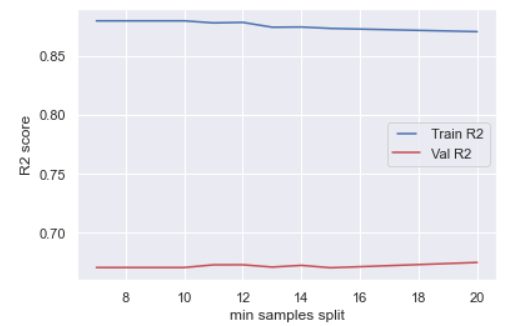 0.85
0.80
0.75
0.70
R2 score
Train R2
Val R2
8 10 12 14 16 18 20
min samples split